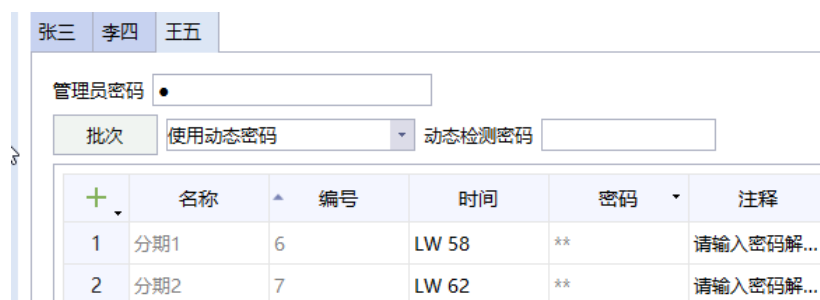 张三 李四 王五
管理员密码 ●
批次 使用动态密码 动态检测密码
名称 编号 时间 密码 注释
1 分期1 6 LW 58 ** 请输入密码解...
2 分期2 7 LW 62 ** 请输入密码解...